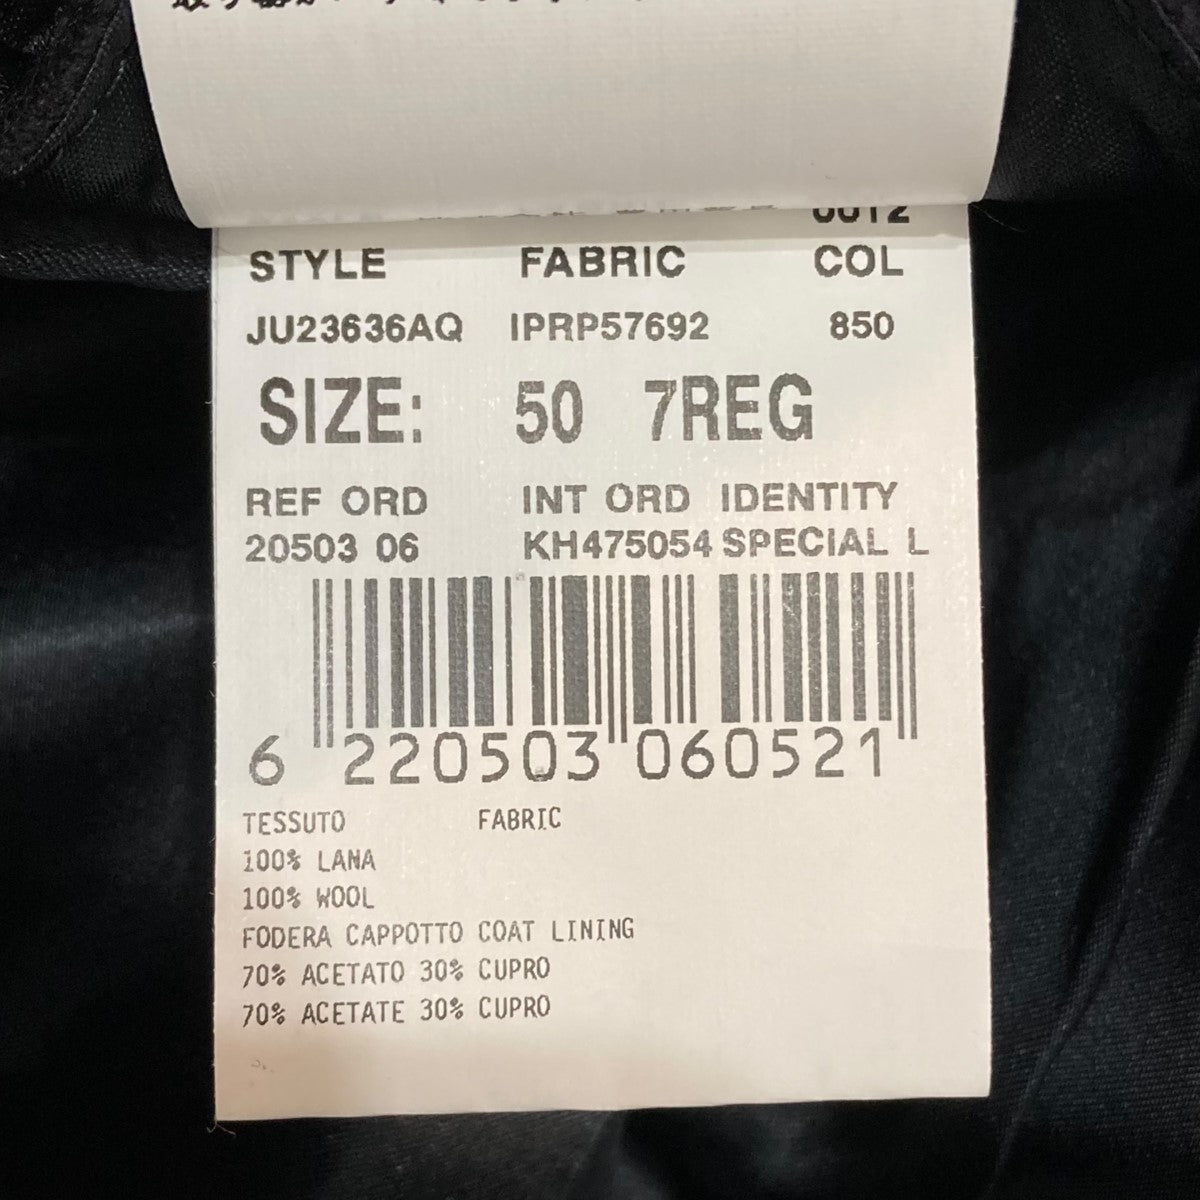 STYLE FABRIC COL
JU23636AQ IPRP57692 850
SIZE: 50 7REG
REF ORD INT ORD IDENTITY
20503 06 KH475054 SPECIAL L
6 220503 060521
TESSUTO FABRIC
100% LANA
100% WOOL
FODERA CAPPOTTO COAT LINING
70% ACETATO 30% CUPRO
70% ACETATE 30% CUPRO